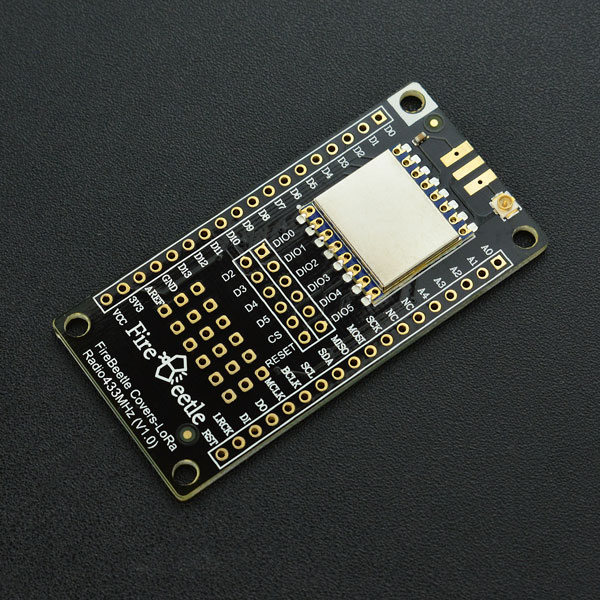 D0
D1
D2
D3
D4
D5
D6
D7
D8
D9
D10
D11
D12
D13
GND
AREF
3V3
VCC
DIO0
DIO1
DIO2
DIO3
DIO4
DIO5
D2
D3
D4
D5
CS
RESET
A0
A1
A2
A3
A4
NC
NC
SCK
MOSI
MISO
SDA
SCL
BCLK
MCLK
D0
D1
LRCK
RST
Fire Beetle
FireBeetle Covers-LoRa
Radio433MHz (V1.0)